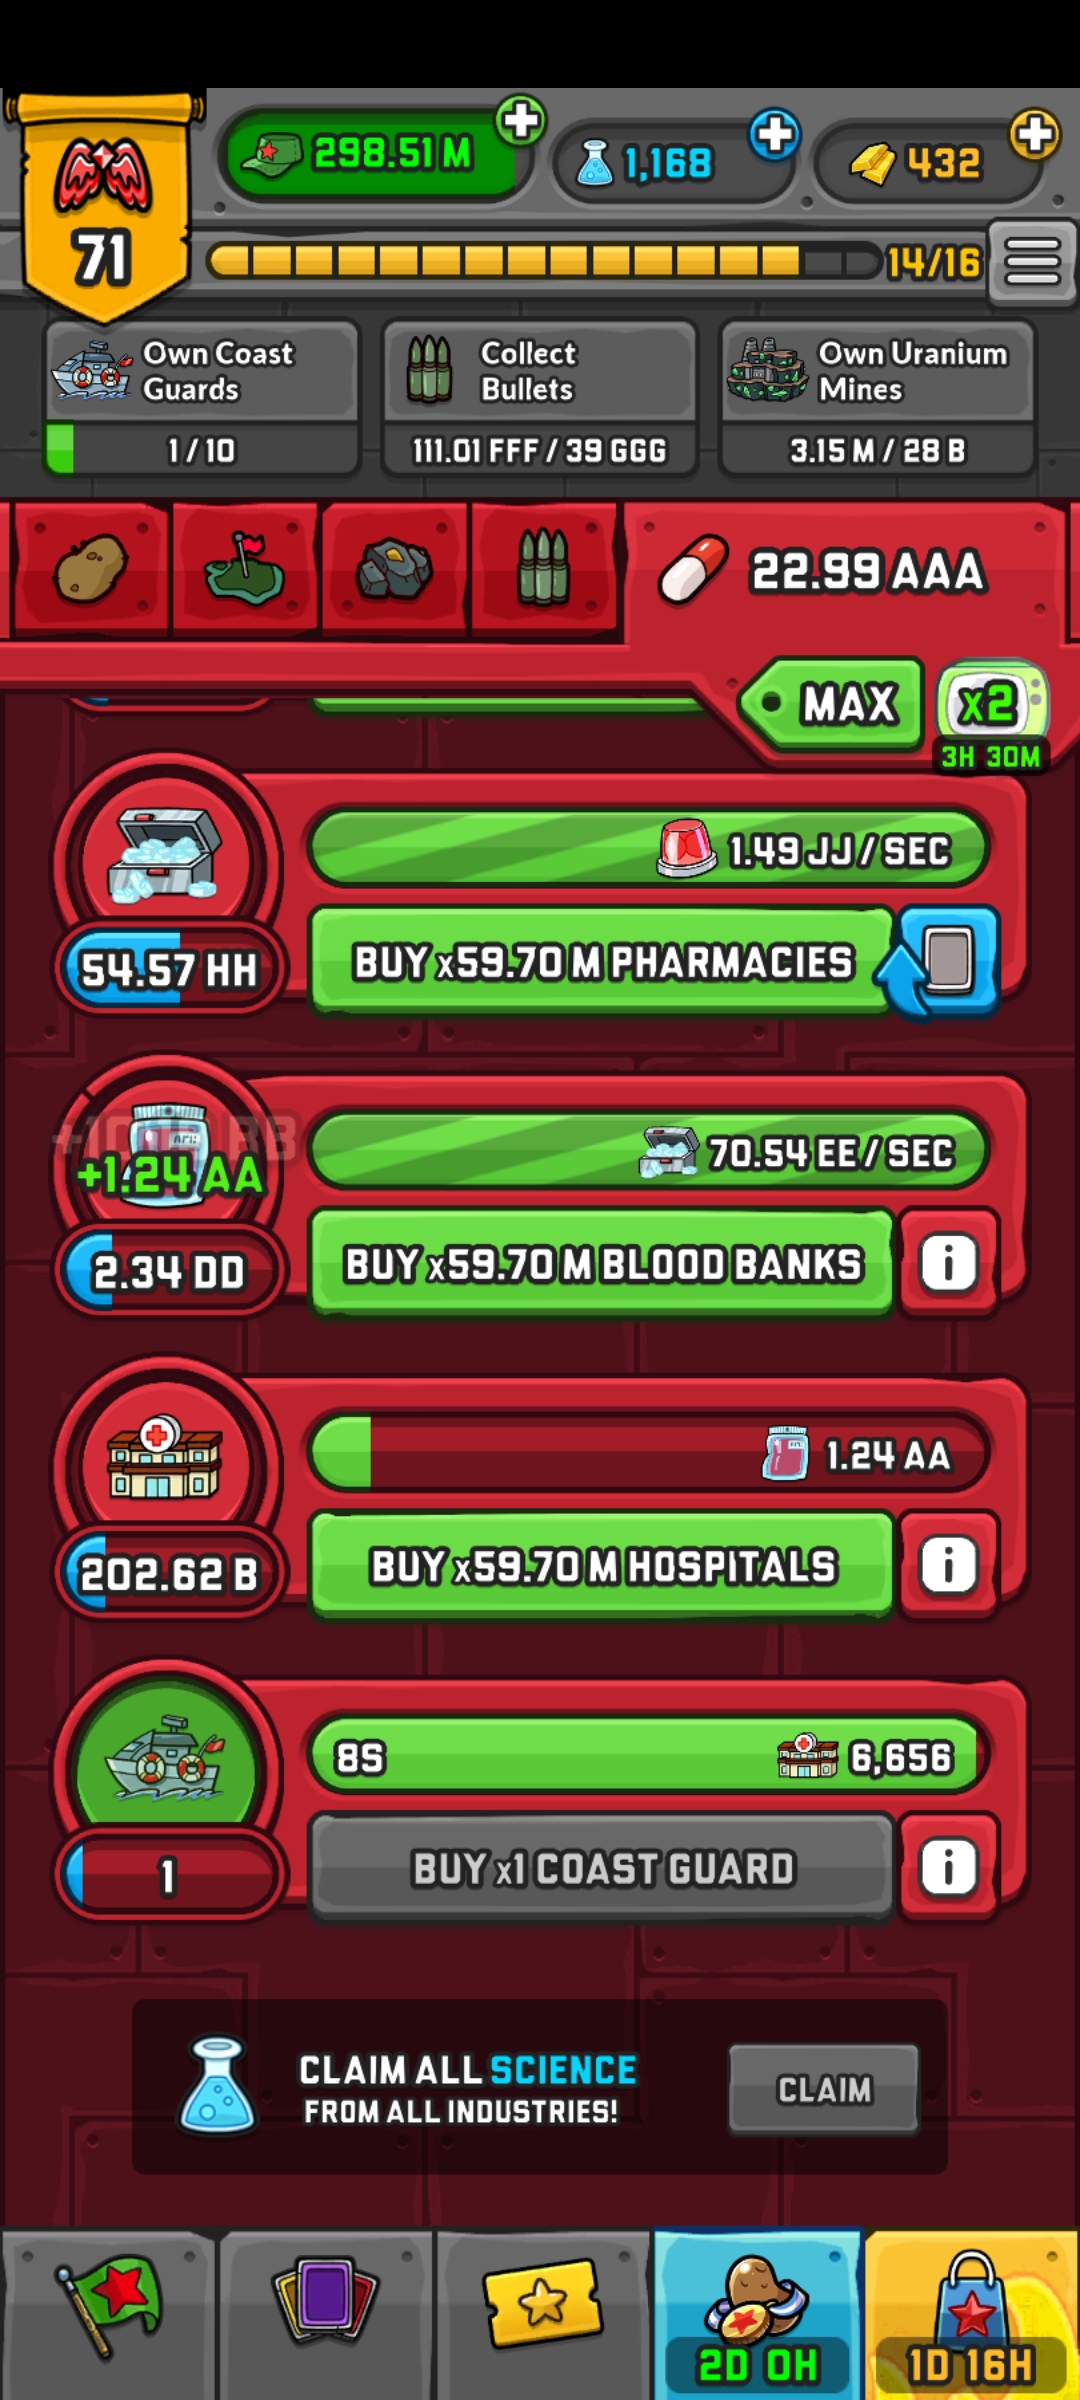 298.51 M
1,168
432
71
14/16
Own Coast
Guards
1 / 10
Collect
Bullets
111.01 FFF / 39 GGG
Own Uranium
Mines
3.15 M / 28 B
22.99 AAA
MAX
x2
3H 30M
1.49 JJ / SEC
54.57 HH
BUY x59.70 M PHARMACIES
70.54 EE / SEC
+1.24 AA
2.34 DD
BUY x59.70 M BLOOD BANKS
i
1.24 AA
202.62 B
BUY x59.70 M HOSPITALS
i
8S
6,656
1
BUY x1 COAST GUARD
i
CLAIM ALL SCIENCE
FROM ALL INDUSTRIES!
CLAIM
2D 0H
1D 16H